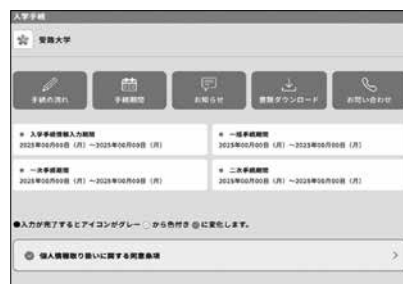 入学手続
受験大学
手続の流れ
手続期間
お知らせ
書類ダウンロード
お問い合わせ
入学手続情報入力期間
2025年00月00日（月）～2025年00月00日（月）
一括手続期間
2025年00月00日（月）～2025年00月00日（月）
一次手続期間
2025年00月00日（月）～2025年00月00日（月）
二次手続期間
2025年00月00日（月）～2025年00月00日（月）
●入力が完了するとアイコンがグレー から色付き に変化します。
個人情報取り扱いに関する同意条項